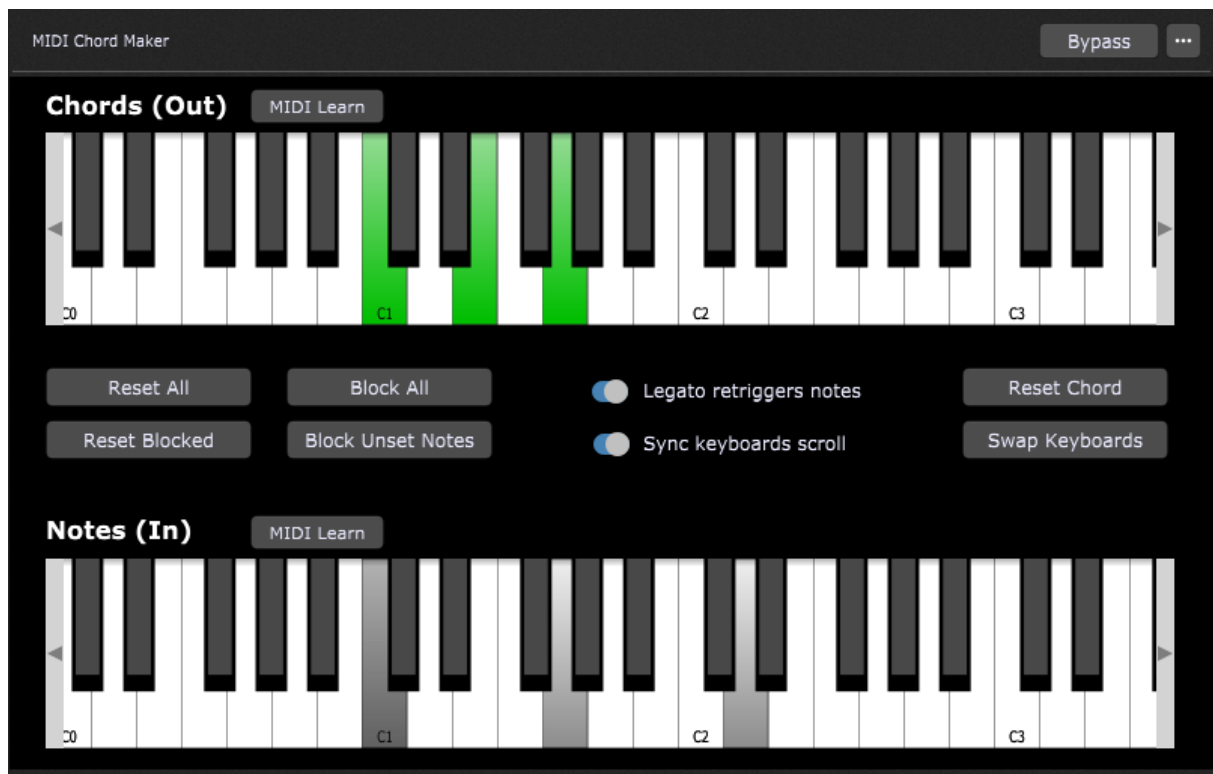 MIDI Chord Maker
Bypass
...
Chords (Out)
MIDI Learn
C0
C1
C2
C3
Reset All
Block All
Legato retriggers notes
Reset Chord
Reset Blocked
Block Unset Notes
Sync keyboards scroll
Swap Keyboards
Notes (In)
MIDI Learn
C0
C1
C2
C3